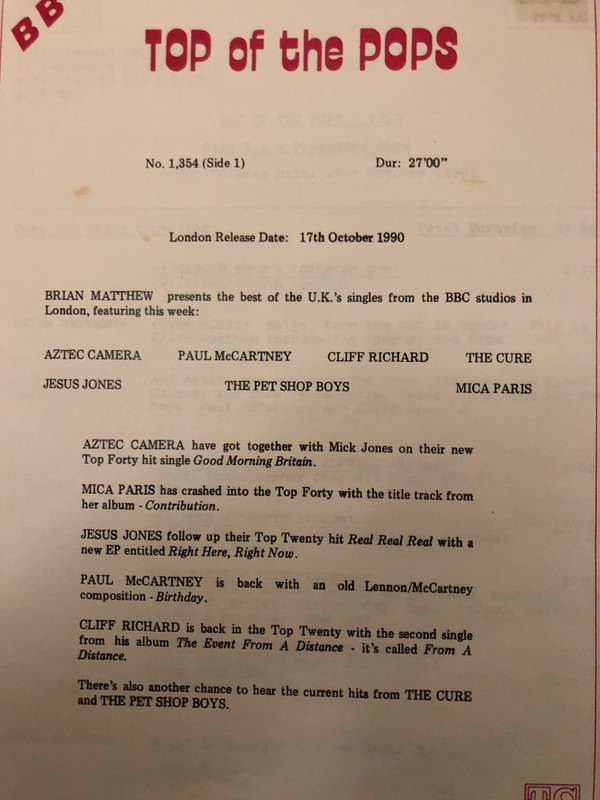 BB
TOP of the POPS
No. 1,354 (Side 1) Dur: 27'00"
London Release Date: 17th October 1990
BRIAN MATTHEW presents the best of the U.K.'s singles from the BBC studios in
London, featuring this week:
AZTEC CAMERA PAUL McCARTNEY CLIFF RICHARD THE CURE
JESUS JONES THE PET SHOP BOYS MICA PARIS
AZTEC CAMERA have got together with Mick Jones on their new
Top Forty hit single Good Morning Britain.
MICA PARIS has crashed into the Top Forty with the title track from
her album - Contribution.
JESUS JONES follow up their Top Twenty hit Real Real Real with a
new EP entitled Right Here, Right Now.
PAUL McCARTNEY is back with an old Lennon/McCartney
composition - Birthday.
CLIFF RICHARD is back in the Top Twenty with the second single
from his album The Event From A Distance - it's called From A
Distance.
There's also another chance to hear the current hits from THE CURE
and THE PET SHOP BOYS.